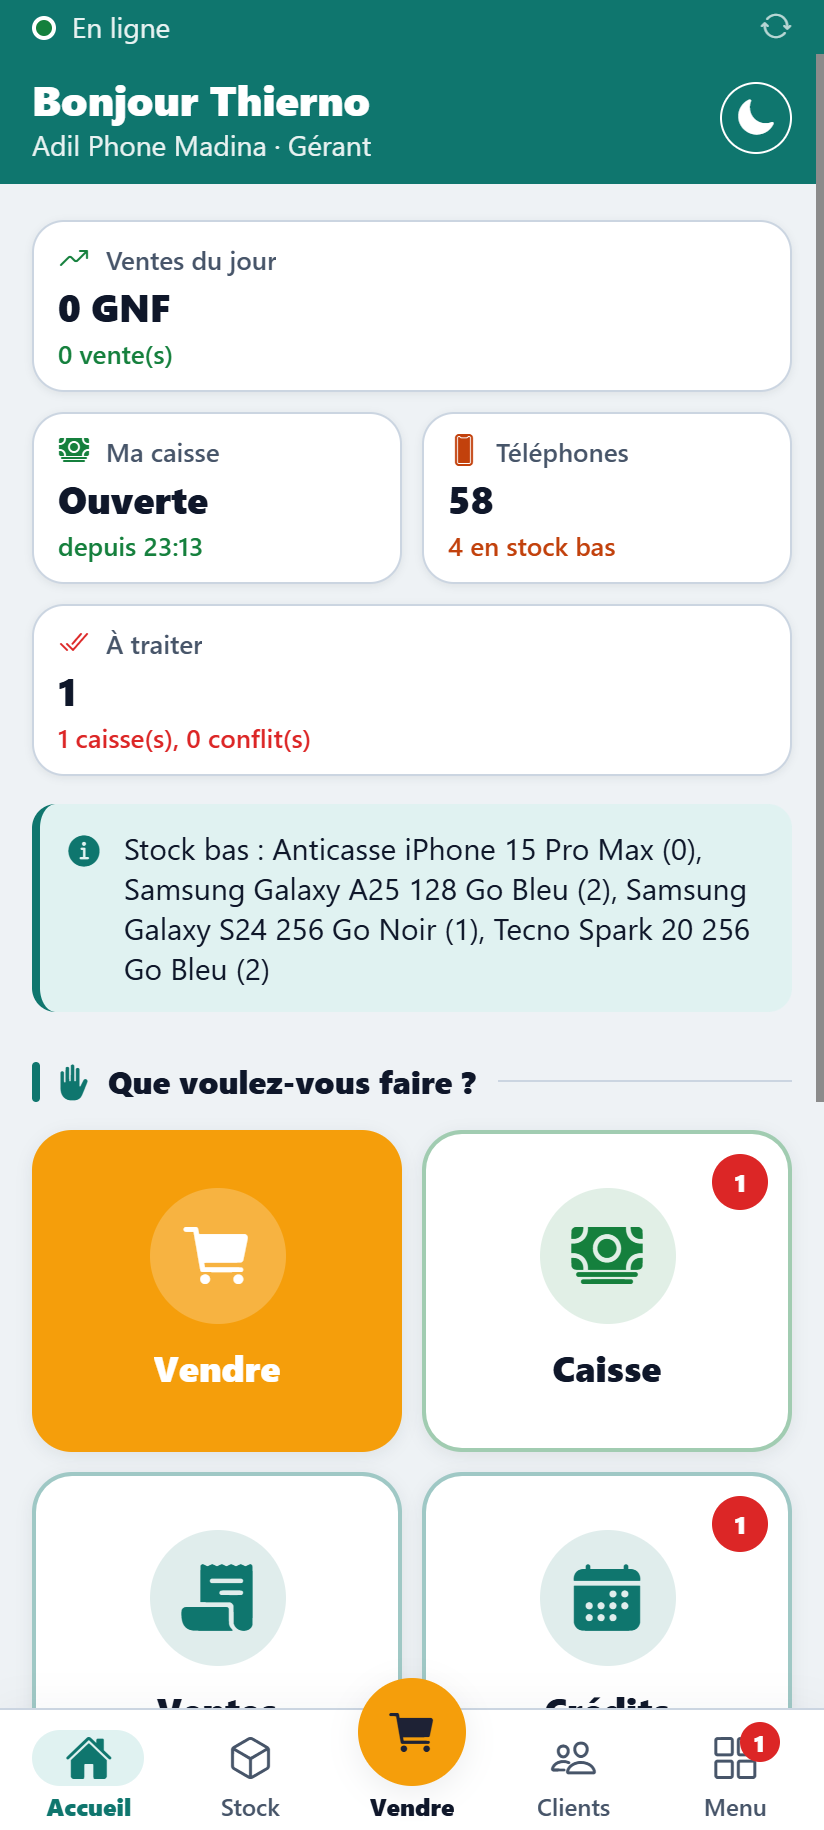 En ligne
Bonjour Thierno
Adil Phone Madina · Gérant
Ventes du jour
0 GNF
0 vente(s)
Ma caisse
Ouverte
depuis 23:13
Téléphones
58
4 en stock bas
À traiter
1
1 caisse(s), 0 conflit(s)
Stock bas : Anticasse iPhone 15 Pro Max (0),
Samsung Galaxy A25 128 Go Bleu (2), Samsung
Galaxy S24 256 Go Noir (1), Tecno Spark 20 256
Go Bleu (2)
Que voulez-vous faire ?
Vendre
1
Caisse
Ventes
1
Crédits
Accueil
Stock
Vendre
Clients
1
Menu